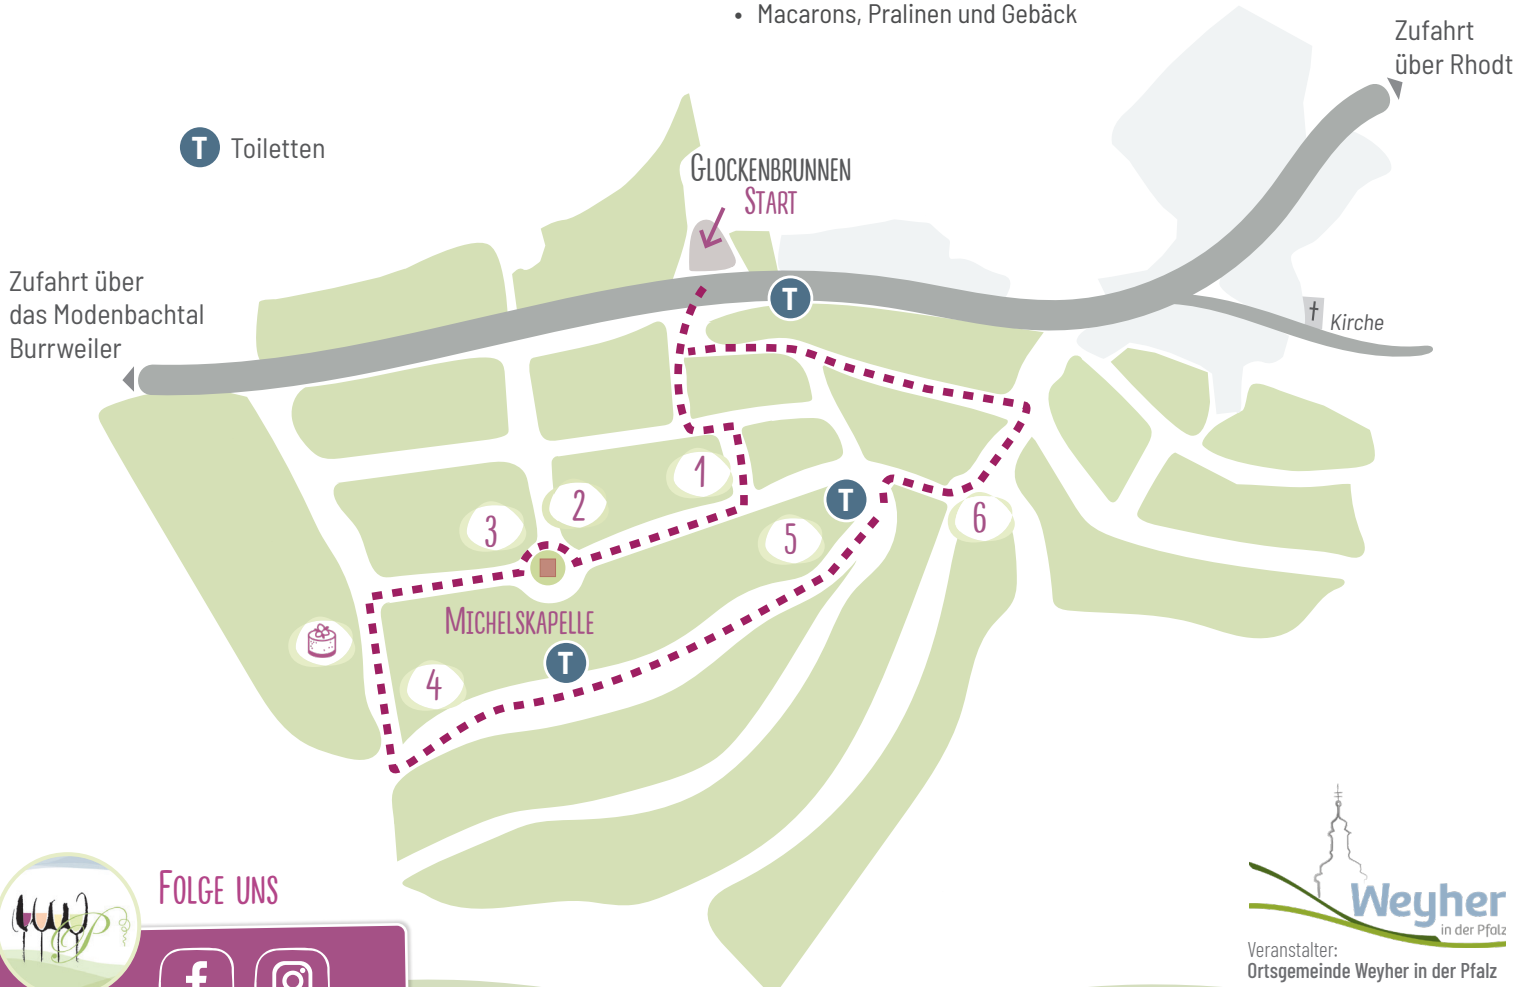 • Macarons, Pralinen und Gebäck
Zufahrt
über Rhodt
T Toiletten
GLOCKENBRUNNEN
START
Zufahrt über
das Modenbachtal
Burrweiler
T
Kirche
1
2
3
T
5
6
MICHELSKAPELLE
T
4
FOLGE UNS
P
Weyher
in der Pfalz
Veranstalter:
Ortsgemeinde Weyher in der Pfalz